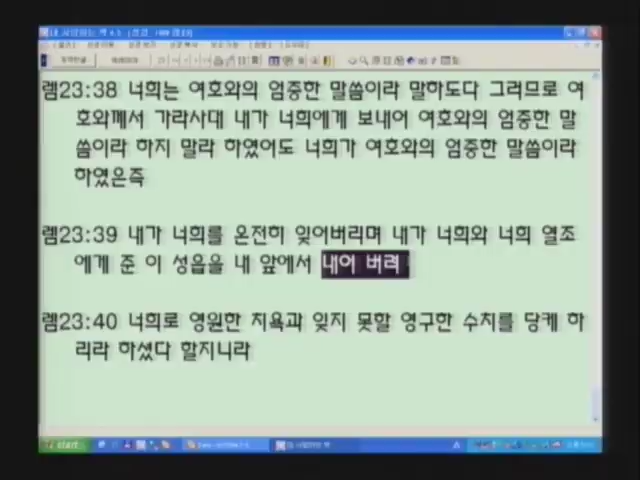 렘23:38 너희는 여호와의 엄중한 말씀이라 말하도다 그러므로 여
호와께서 가라사대 내가 너희에게 보내어 여호와의 엄중한 말
씀이라 하지 말라 하였어도 너희가 여호와의 엄중한 말씀이라
하였은즉
렘23:39 내가 너희를 온전히 잊어버리며 내가 너희와 너희 열조
에게 준 이 성읍을 내 앞에서 내어 버려
렘23:40 너희로 영원한 치욕과 잊지 못할 영구한 수치를 당케 하
리라 하셨다 할지니라
start